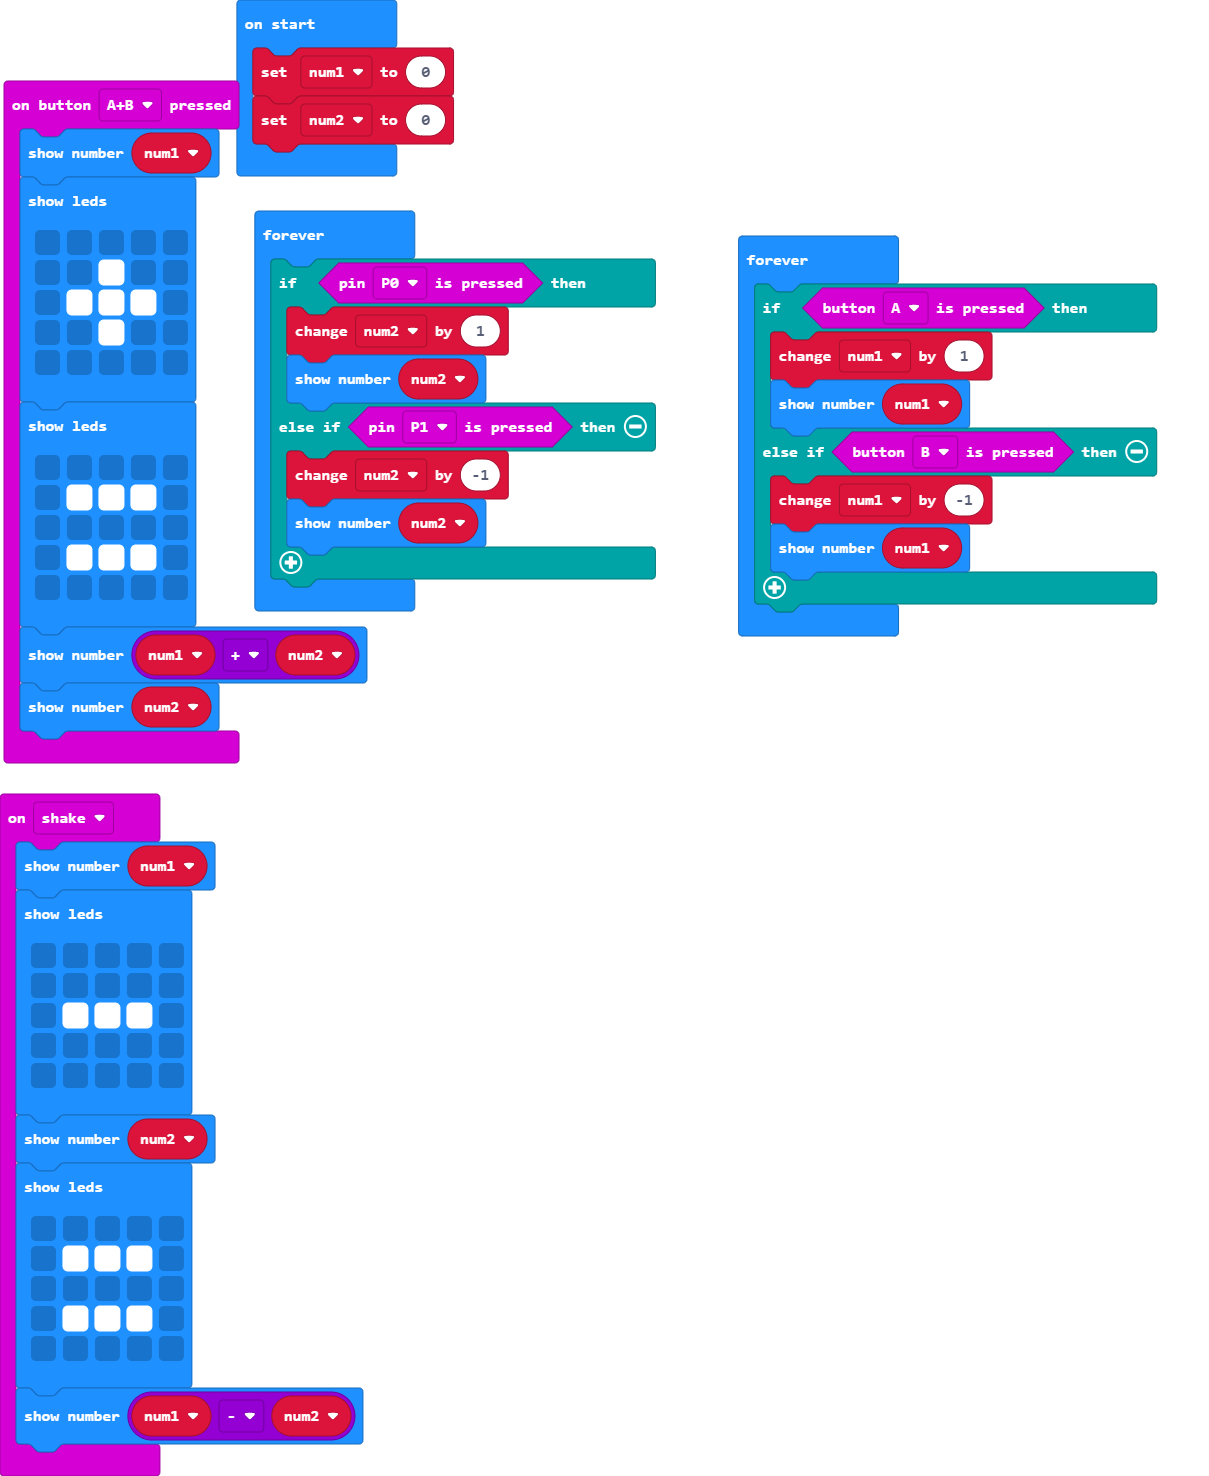 on start
set num1 to 0
set num2 to 0
on button A+B pressed
show number num1
show leds
show leds
show number num1 + num2
show number num2
forever
if pin P0 is pressed then
change num2 by 1
show number num2
else if pin P1 is pressed then
change num2 by -1
show number num2
forever
if button A is pressed then
change num1 by 1
show number num1
else if button B is pressed then
change num1 by -1
show number num1
on shake
show number num1
show leds
show number num2
show leds
show number num1 - num2